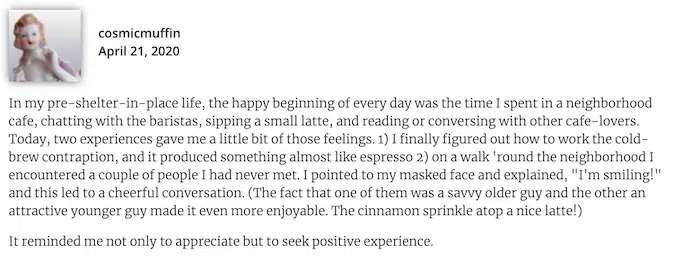 cosmicmuffin
April 21, 2020
In my pre-shelter-in-place life, the happy beginning of every day was the time I spent in a neighborhood
cafe, chatting with the baristas, sipping a small latte, and reading or conversing with other cafe-lovers.
Today, two experiences gave me a little bit of those feelings. 1) I finally figured out how to work the cold-
brew contraption, and it produced something almost like espresso 2) on a walk 'round the neighborhood I
encountered a couple of people I had never met. I pointed to my masked face and explained, "I'm smiling!"
and this led to a cheerful conversation. (The fact that one of them was a savvy older guy and the other an
attractive younger guy made it even more enjoyable. The cinnamon sprinkle atop a nice latte!)
It reminded me not only to appreciate but to seek positive experience.